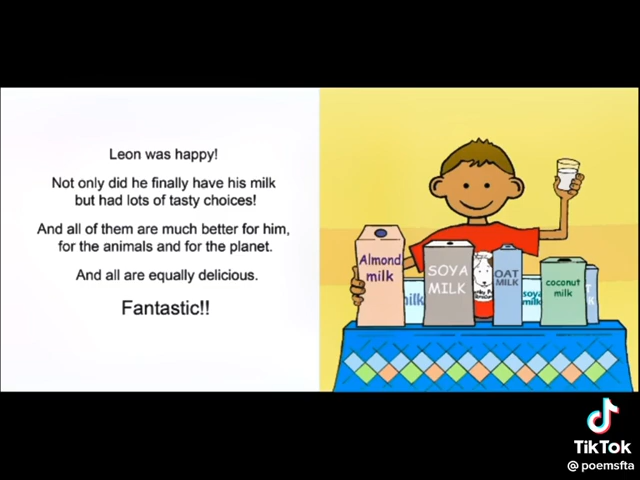 Leon was happy!
Not only did he finally have his milk
but had lots of tasty choices!
And all of them are much better for him,
for the animals and for the planet.
And all are equally delicious.
Fantastic!!
Almond
milk
SOYA
MILK
OAT
MILK
soya
coconut
milk
TikTok
@poemsfta